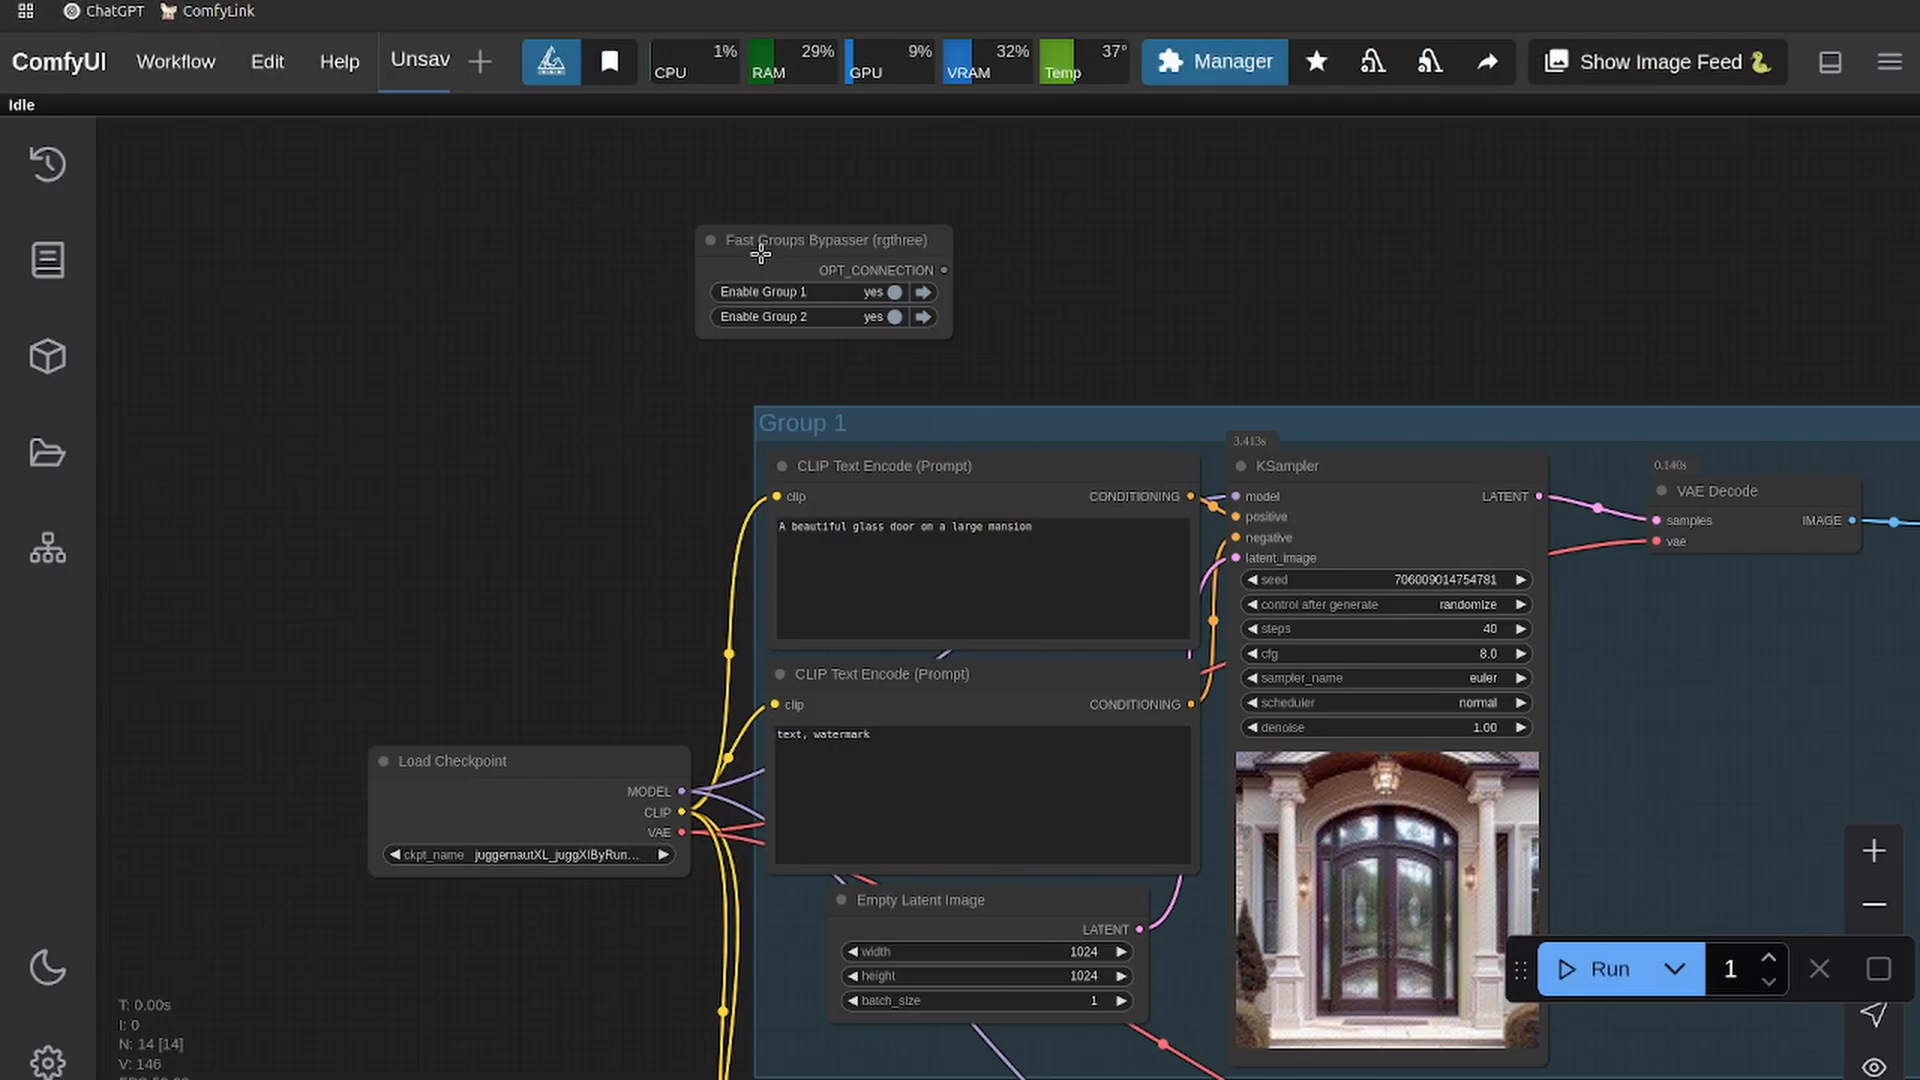 ChatGPT
ComfyLink
ComfyUI
Workflow
Edit
Help
Unsav
CPU 1%
RAM 29%
GPU 9%
VRAM 32%
Temp 37°
Manager
Show Image Feed 🐍
Idle
Fast Groups Bypasser (rgthree)
OPT_CONNECTION
Enable Group 1 yes
Enable Group 2 yes
Group 1
CLIP Text Encode (Prompt)
clip CONDITIONING
A beautiful glass door on a large mansion
CLIP Text Encode (Prompt)
clip CONDITIONING
text, watermark
3.413s
KSampler
model LATENT
positive
negative
latent_image
seed 706009014754781
control after generate randomize
steps 40
cfg 8.0
sampler_name euler
scheduler normal
denoise 1.00
0.140s
VAE Decode
samples IMAGE
vae
Load Checkpoint
MODEL
CLIP
VAE
ckpt_name juggernautXL_juggXIByRun...
Empty Latent Image
LATENT
width 1024
height 1024
batch_size 1
Run 1
T: 0.00s
I: 0
N: 14 [14]
V: 146